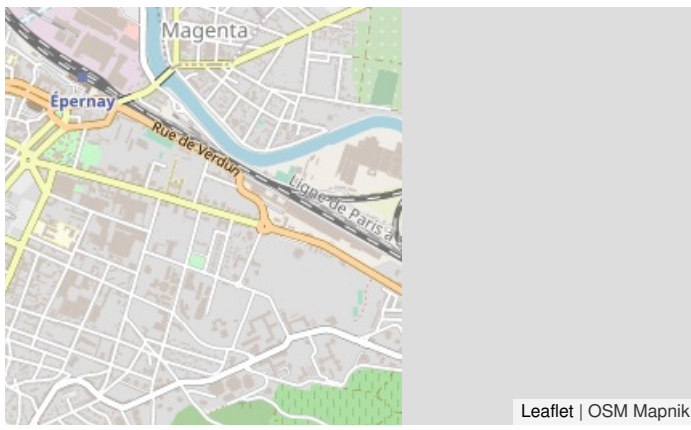 Magenta
Épernay
Rue de Verdun
Ligne de Paris à
Leaflet | OSM Mapnik